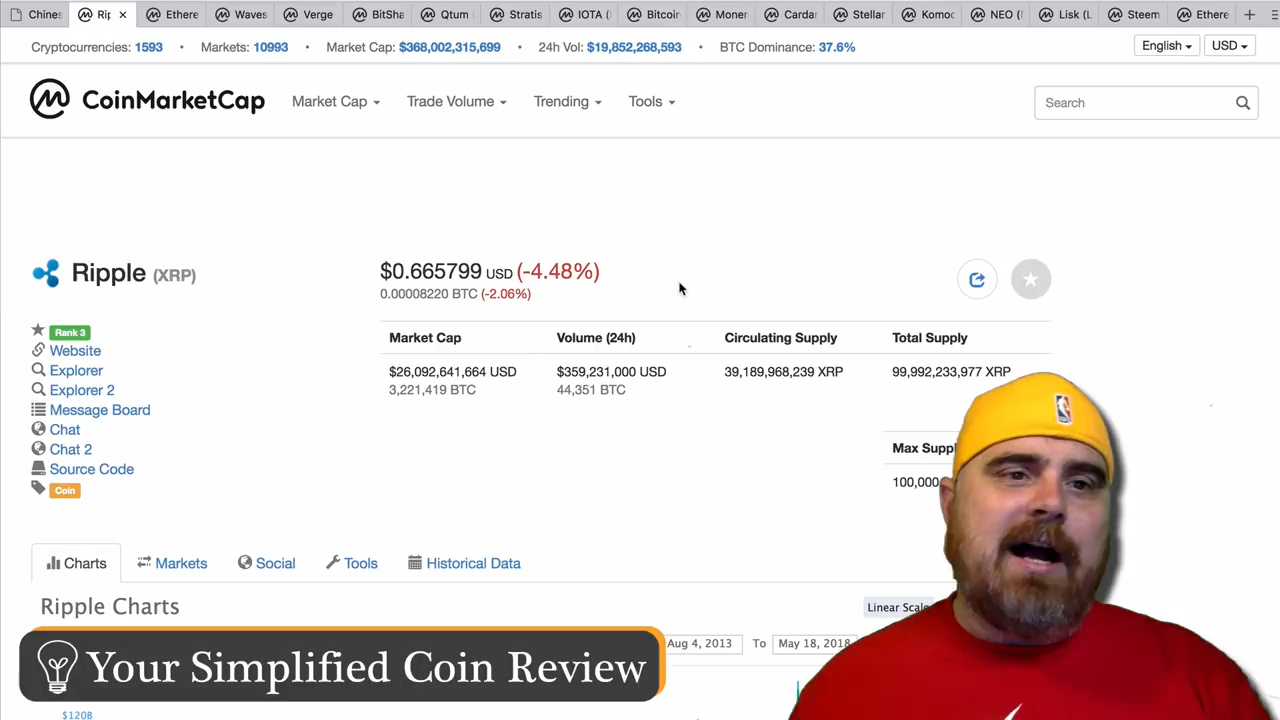 Chines
Rip
Ethere
Waves
Verge
BitSha
Qtum
Stratis
IOTA (
Bitcoin
Moner
Cardan
Stellar
Komoc
NEO (
Lisk (L
Steem
Ethere
Cryptocurrencies: 1593 • Markets: 10993 • Market Cap: $368,002,315,699 • 24h Vol: $19,852,268,593 • BTC Dominance: 37.6%
English
USD
CoinMarketCap
Market Cap
Trade Volume
Trending
Tools
Search
Ripple (XRP)
$0.665799 USD (-4.48%)
0.00008220 BTC (-2.06%)
Rank 3
Website
Explorer
Explorer 2
Message Board
Chat
Chat 2
Source Code
Coin
Market Cap
$26,092,641,664 USD
3,221,419 BTC
Volume (24h)
$359,231,000 USD
44,351 BTC
Circulating Supply
39,189,968,239 XRP
Total Supply
99,992,233,977 XRP
Max Supp
100,000
Charts
Markets
Social
Tools
Historical Data
Ripple Charts
Linear Scale
Aug 4, 2013 To May 18, 2018
Your Simplified Coin Review
$120B